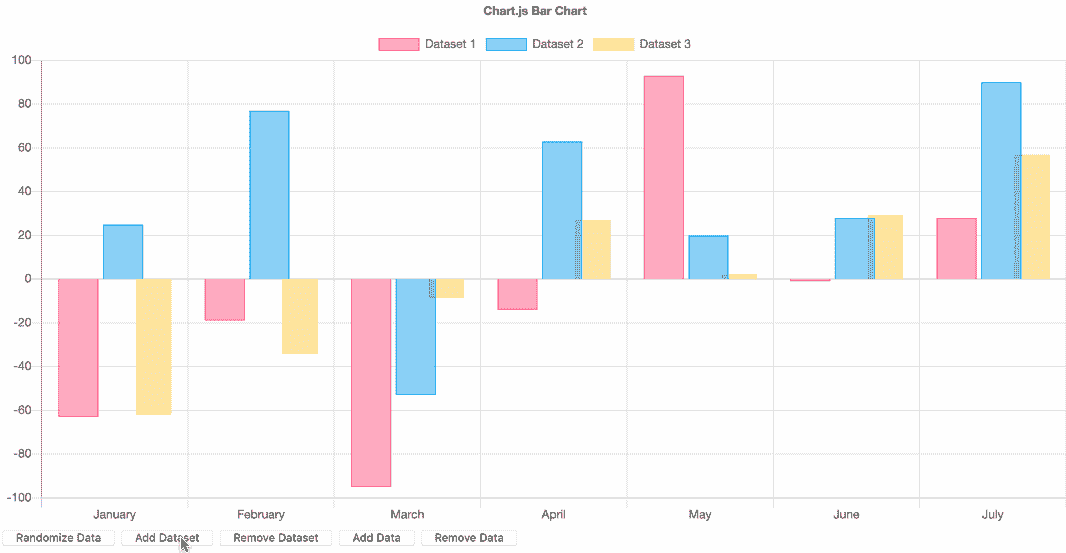 Chart.js Bar Chart
Dataset 1 Dataset 2 Dataset 3
100
80
60
40
20
0
-20
-40
-60
-80
-100
January February March April May June July
Randomize Data Add Dataset Remove Dataset Add Data Remove Data